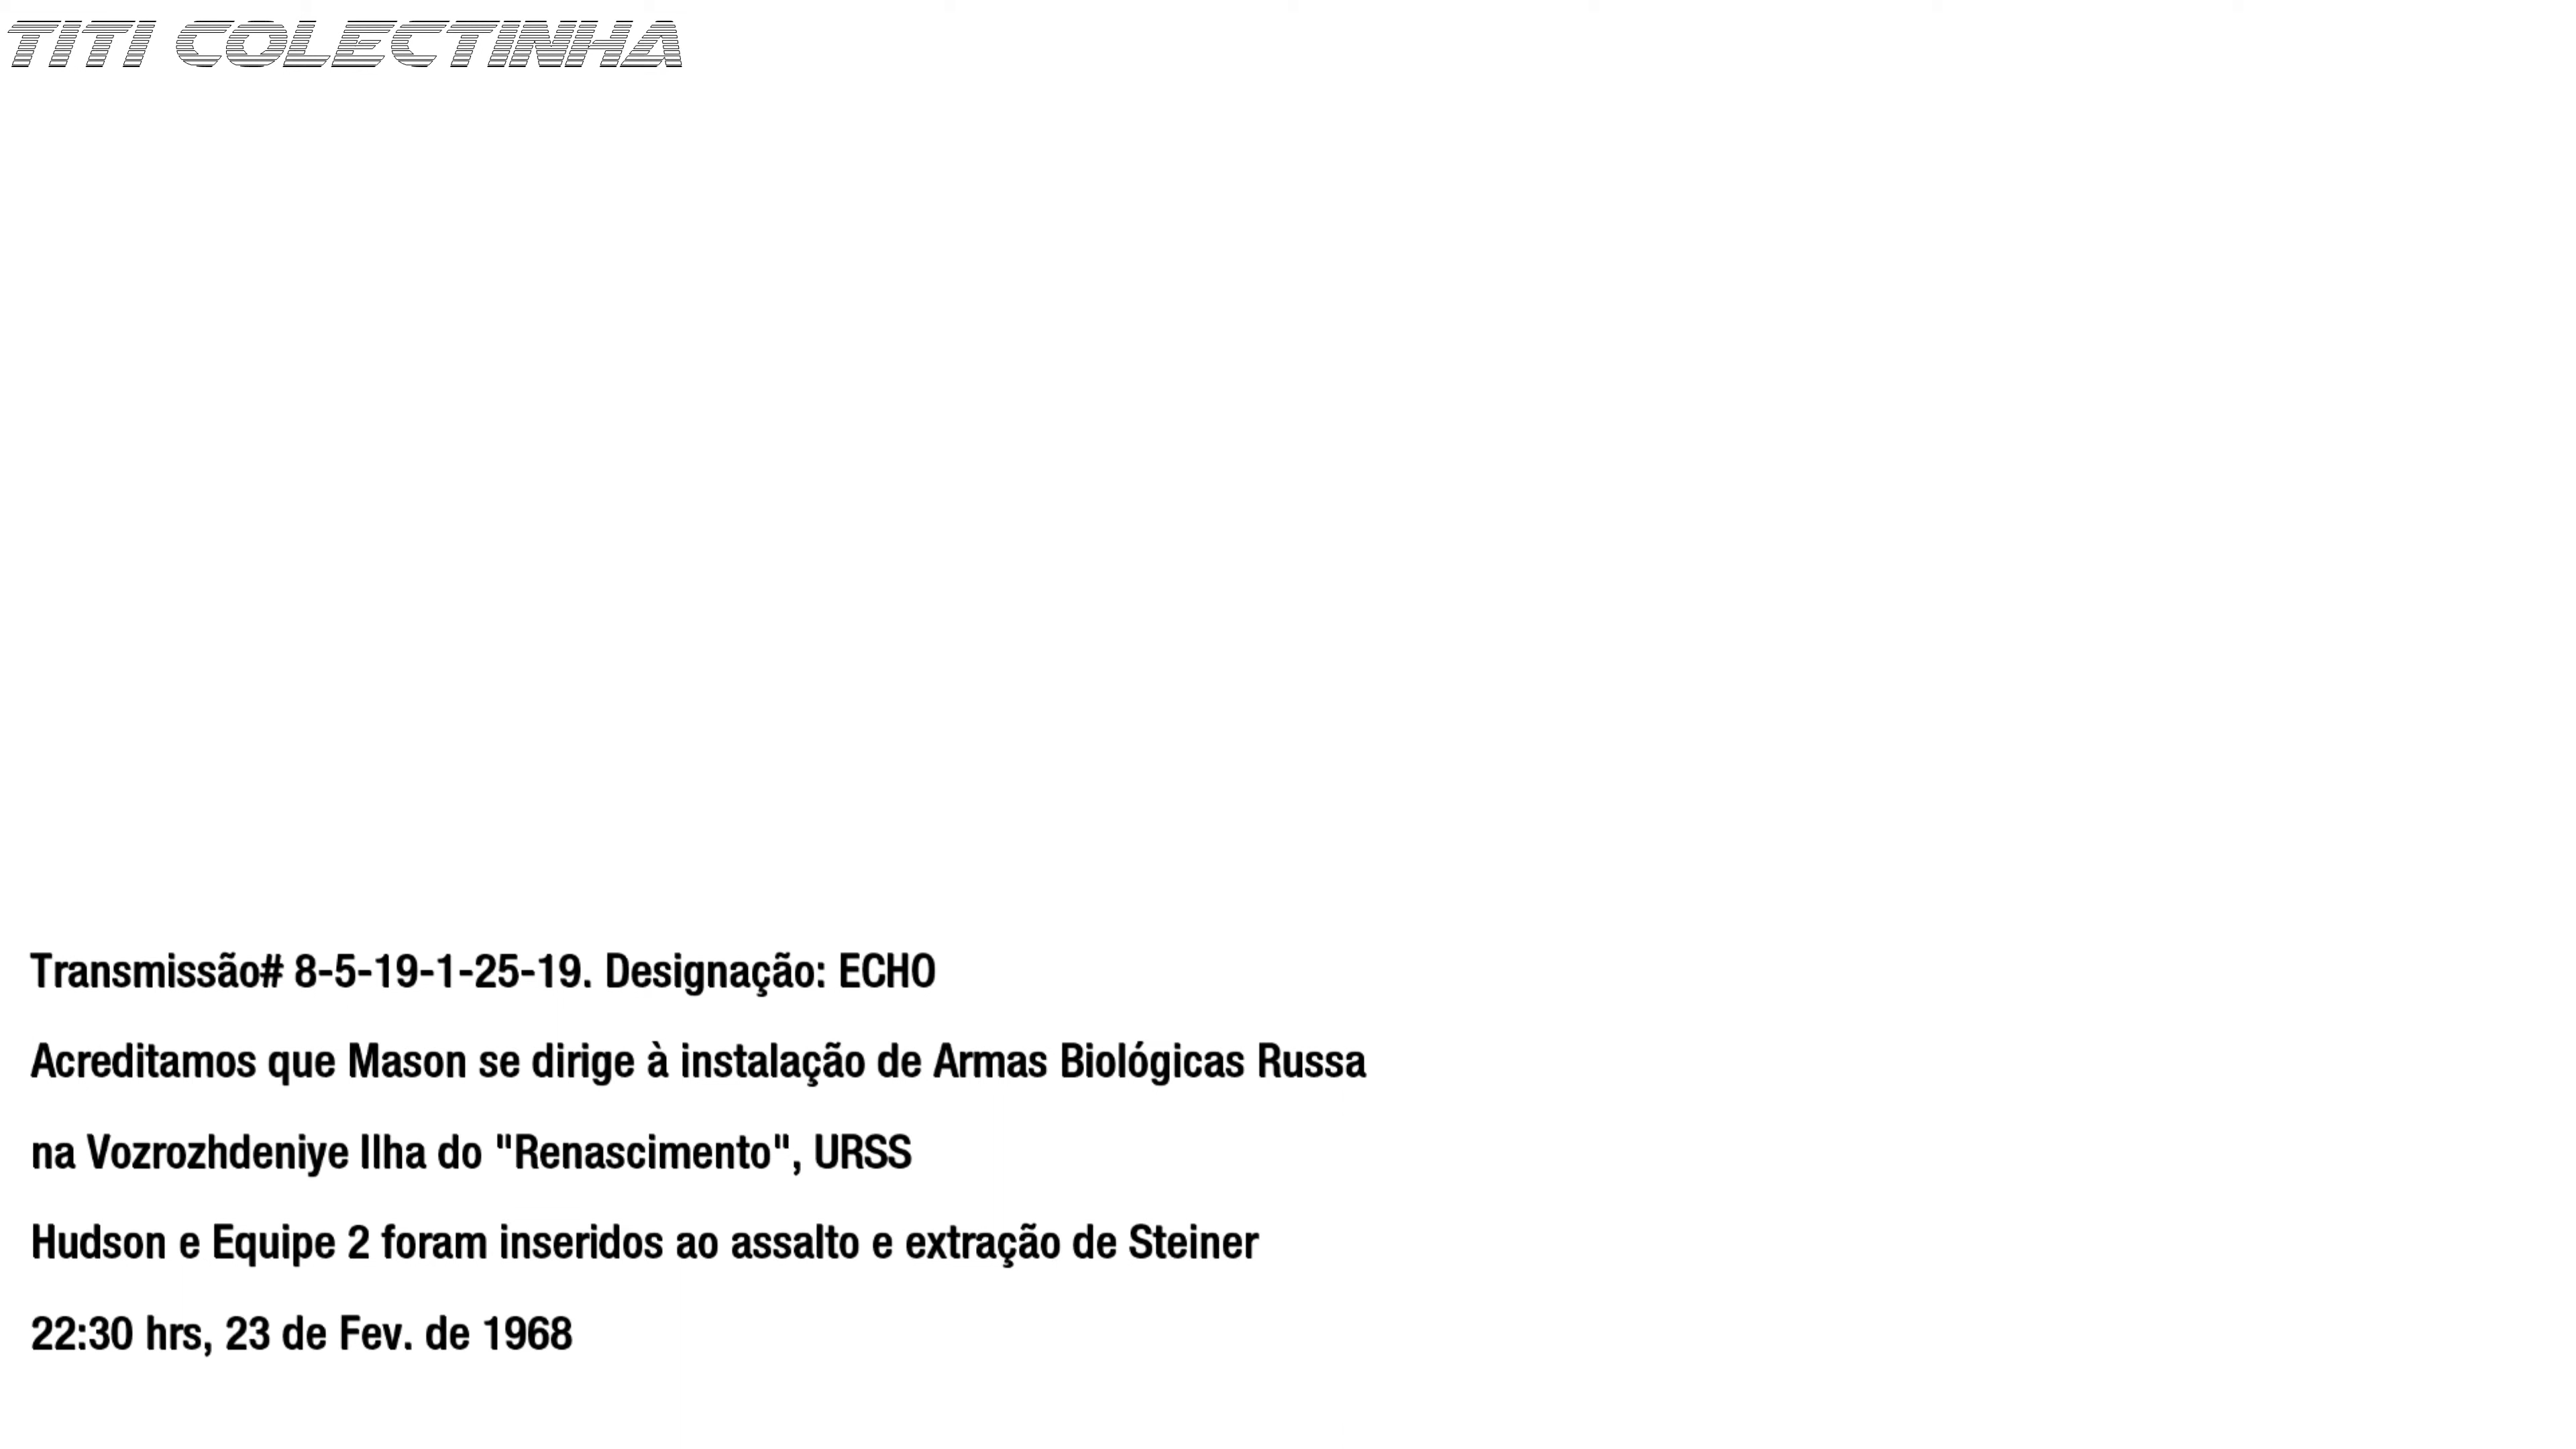 TITI COLECTINHA
Transmissão# 8-5-19-1-25-19. Designação: ECHO
Acreditamos que Mason se dirige à instalação de Armas Biológicas Russa
na Vozrozhdeniye Ilha do "Renascimento", URSS
Hudson e Equipe 2 foram inseridos ao assalto e extração de Steiner
22:30 hrs, 23 de Fev. de 1968